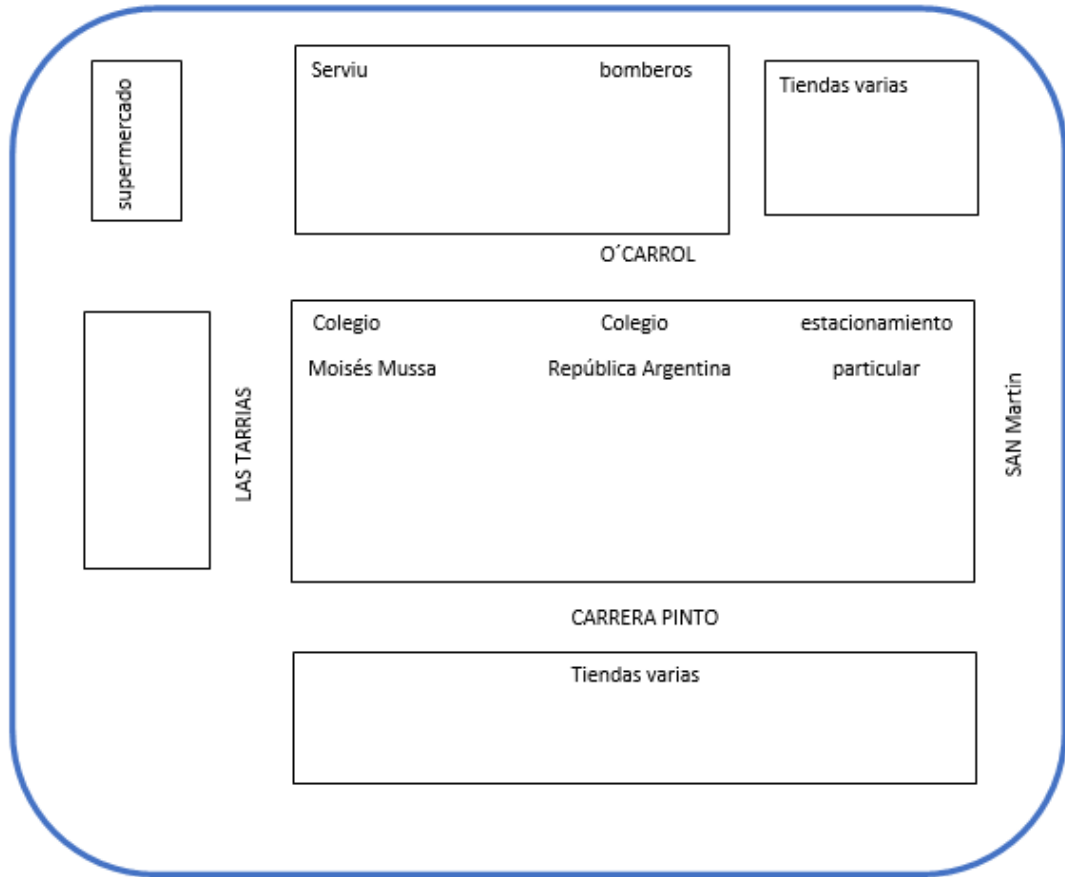 supermercado
Serviu
bomberos
Tiendas varias
O´CARROL
Colegio
Moisés Mussa
Colegio
República Argentina
estacionamiento
particular
LAS TARRIAS
SAN Martin
CARRERA PINTO
Tiendas varias